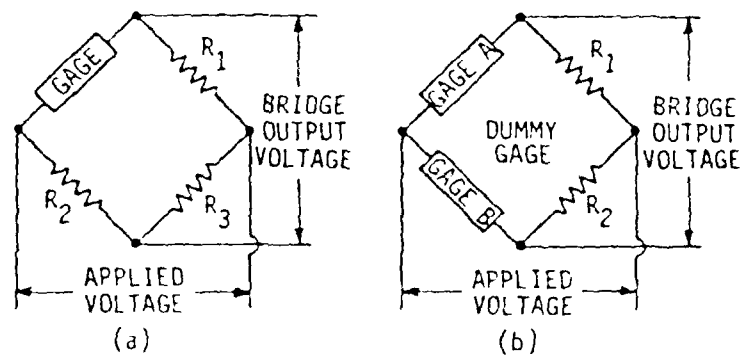 GAGE
R1
BRIDGE
OUTPUT
VOLTAGE
R2
R3
APPLIED
VOLTAGE
(a)
GAGE A
R1
DUMMY
GAGE
BRIDGE
OUTPUT
VOLTAGE
GAGE B
R2
APPLIED
VOLTAGE
(b)